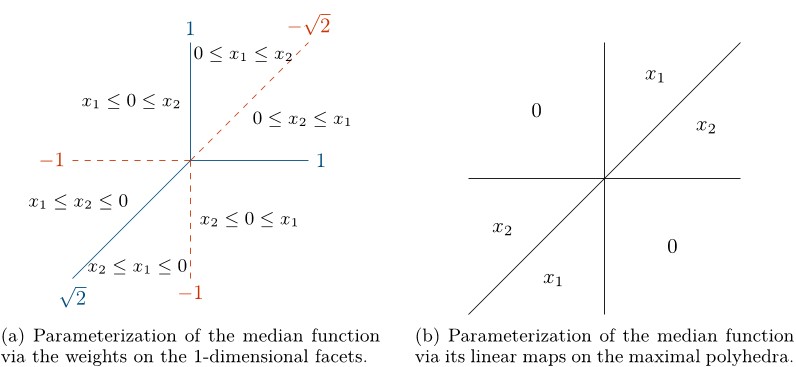 1
−√2
0 ≤ x₁ ≤ x₂
x₁ ≤ 0 ≤ x₂
0 ≤ x₂ ≤ x₁
−1
1
x₁ ≤ x₂ ≤ 0
x₂ ≤ 0 ≤ x₁
x₂ ≤ x₁ ≤ 0
√2
−1
(a) Parameterization of the median function
via the weights on the 1-dimensional facets.
x₁
0
x₂
x₂
0
x₁
(b) Parameterization of the median function
via its linear maps on the maximal polyhedra.